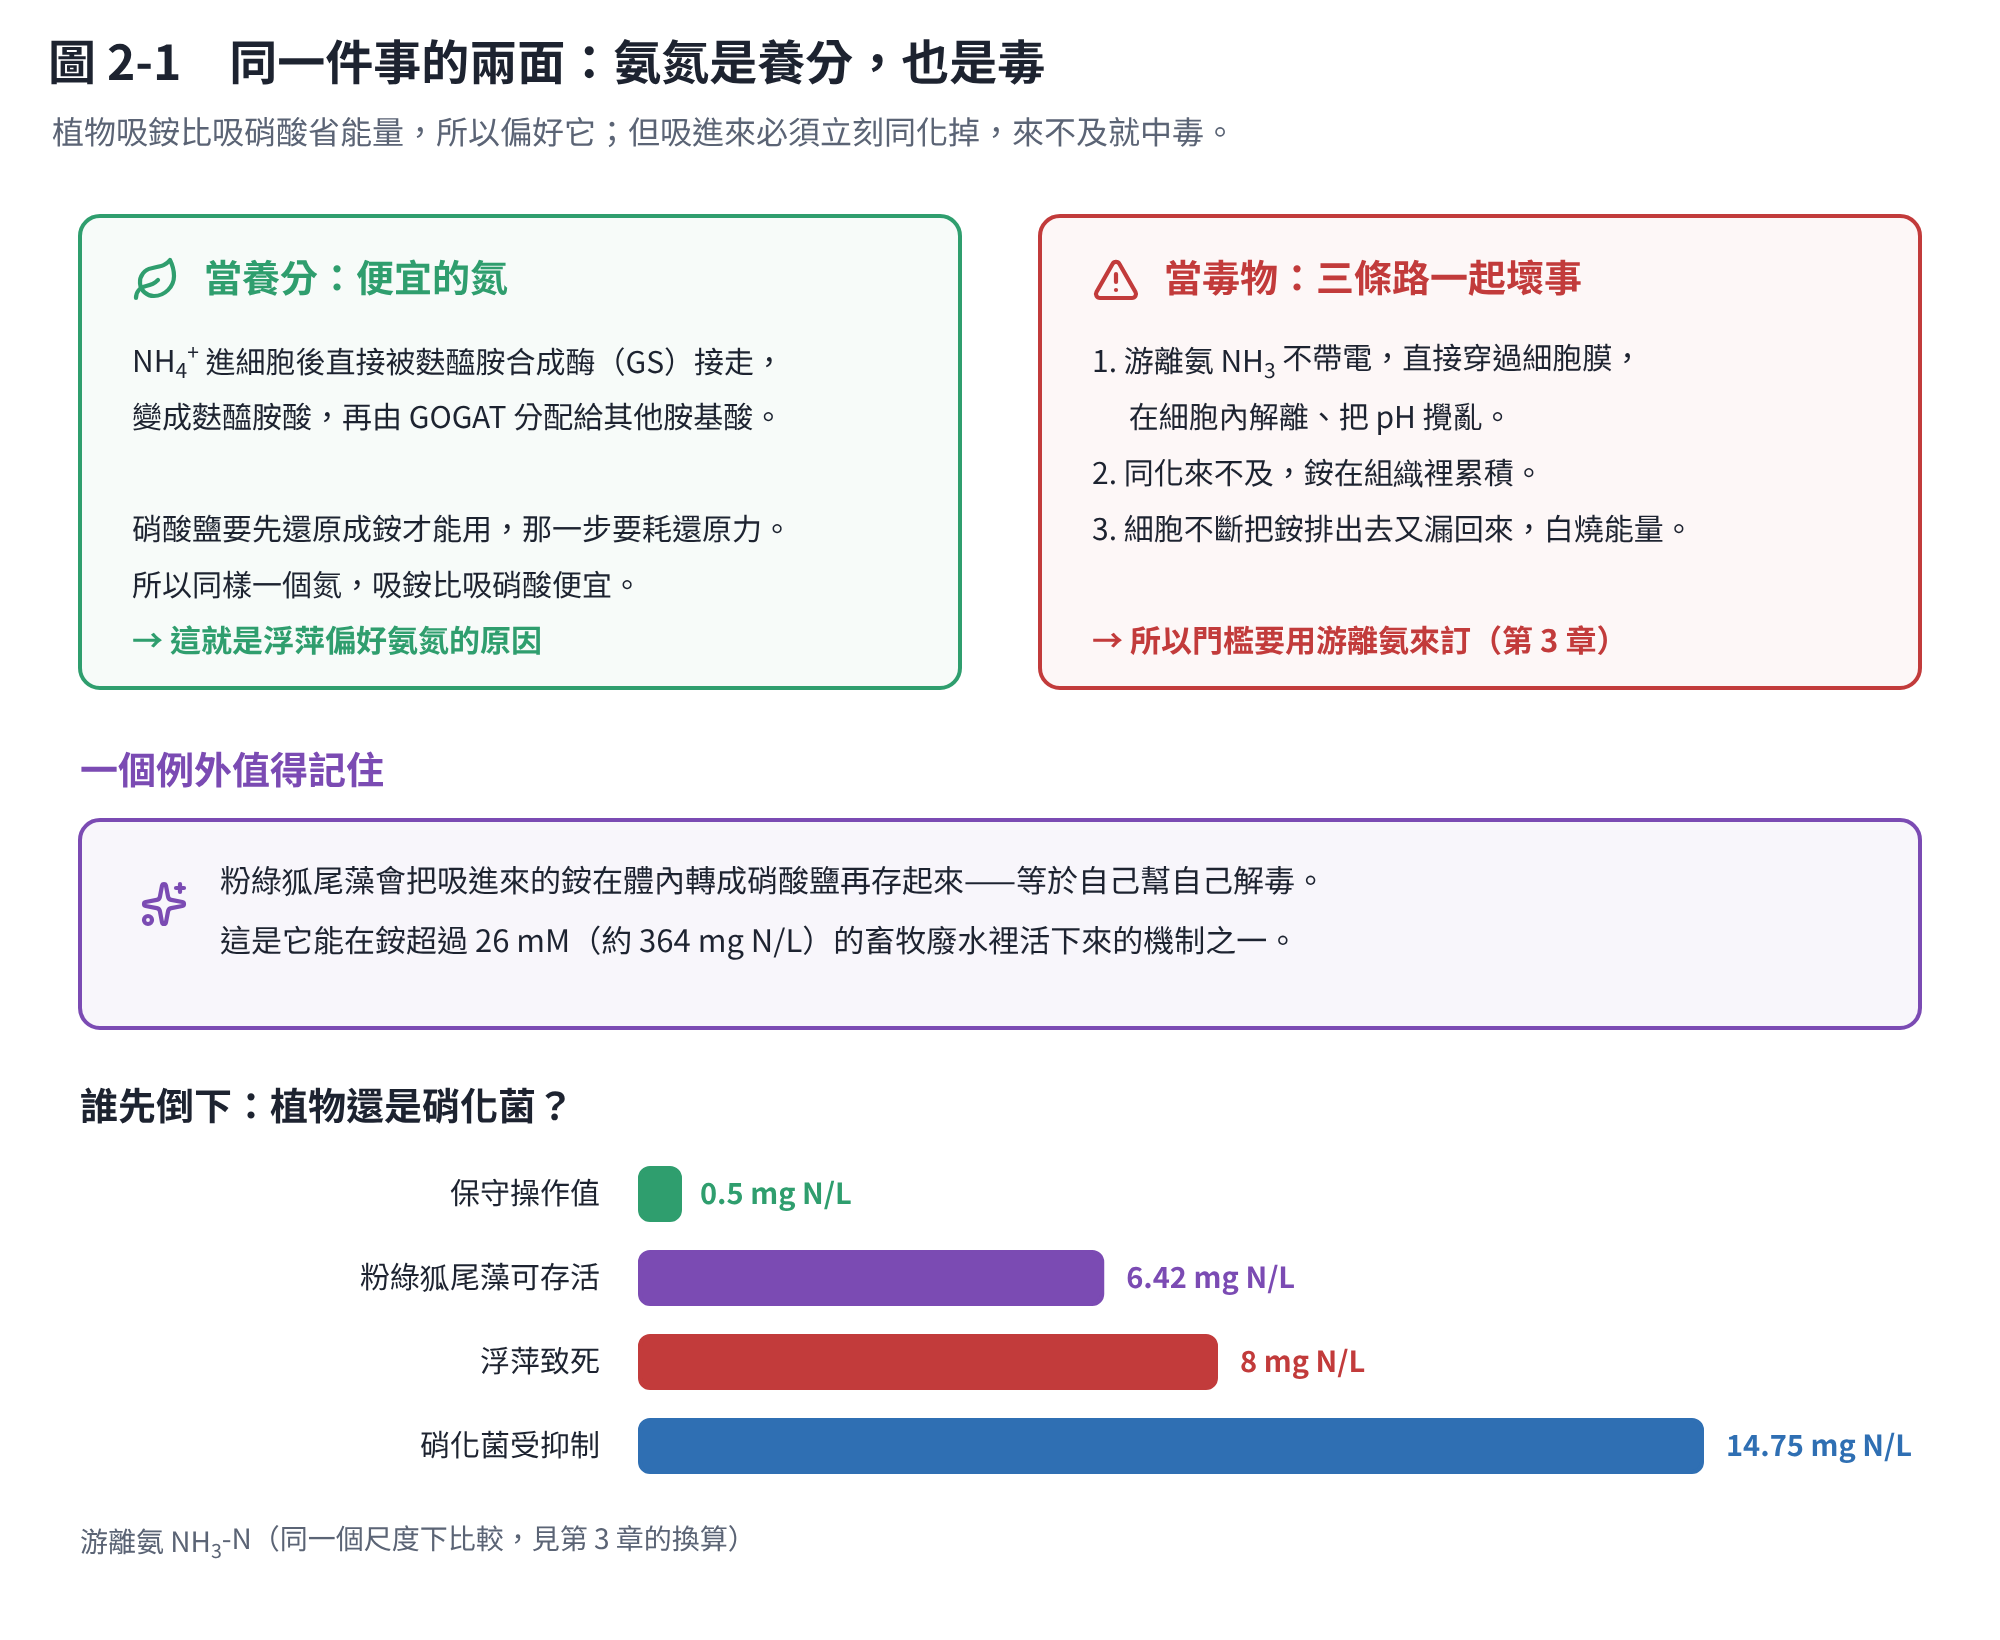 圖 2-1　同一件事的兩面：氨氮是養分，也是毒
植物吸銨比吸硝酸省能量，所以偏好它；但吸進來必須立刻同化掉，來不及就中毒。
當養分：便宜的氮
NH₄⁺ 進細胞後直接被麩醯胺合成酶（GS）接走，
變成麩醯胺酸，再由 GOGAT 分配給其他胺基酸。
硝酸鹽要先還原成銨才能用，那一步要耗還原力。
所以同樣一個氮，吸銨比吸硝酸便宜。
→ 這就是浮萍偏好氨氮的原因
當毒物：三條路一起壞事
1. 游離氨 NH₃ 不帶電，直接穿過細胞膜，
在細胞內解離、把 pH 攪亂。
2. 同化來不及，銨在組織裡累積。
3. 細胞不斷把銨排出去又漏回來，白燒能量。
→ 所以門檻要用游離氨來訂（第 3 章）
一個例外值得記住
粉綠狐尾藻會把吸進來的銨在體內轉成硝酸鹽再存起來——等於自己幫自己解毒。
這是它能在銨超過 26 mM（約 364 mg N/L）的畜牧廢水裡活下來的機制之一。
誰先倒下：植物還是硝化菌？
保守操作值 0.5 mg N/L
粉綠狐尾藻可存活 6.42 mg N/L
浮萍致死 8 mg N/L
硝化菌受抑制 14.75 mg N/L
游離氨 NH₃-N（同一個尺度下比較，見第 3 章的換算）